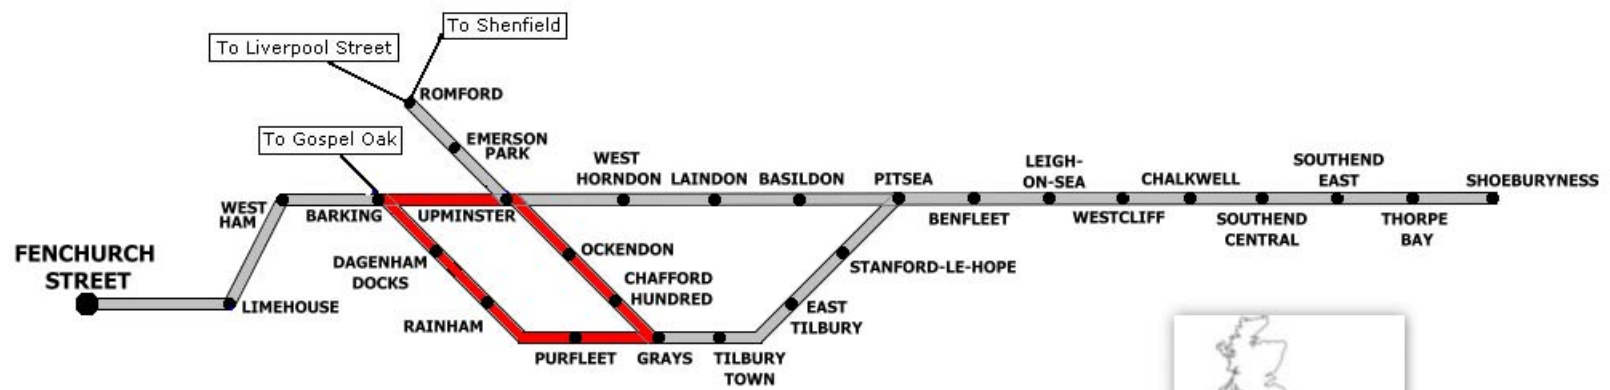 To Shenfield
To Liverpool Street
ROMFORD
To Gospel Oak
EMERSON
PARK
WEST
HORNDON
LAINDON
BASILDON
PITSEA
LEIGH-
ON-SEA
CHALKWELL
SOUTHEND
EAST
SHOEBURYNESS
WEST
HAM
BARKING
UPMINSTER
BENFLEET
WESTCLIFF
SOUTHEND
CENTRAL
THORPE
BAY
FENCHURCH
STREET
LIMEHOUSE
DAGENHAM
DOCKS
OCKENDON
CHAFFORD
HUNDRED
STANFORD-LE-HOPE
RAINHAM
EAST
TILBURY
PURFLEET
GRAYS
TILBURY
TOWN